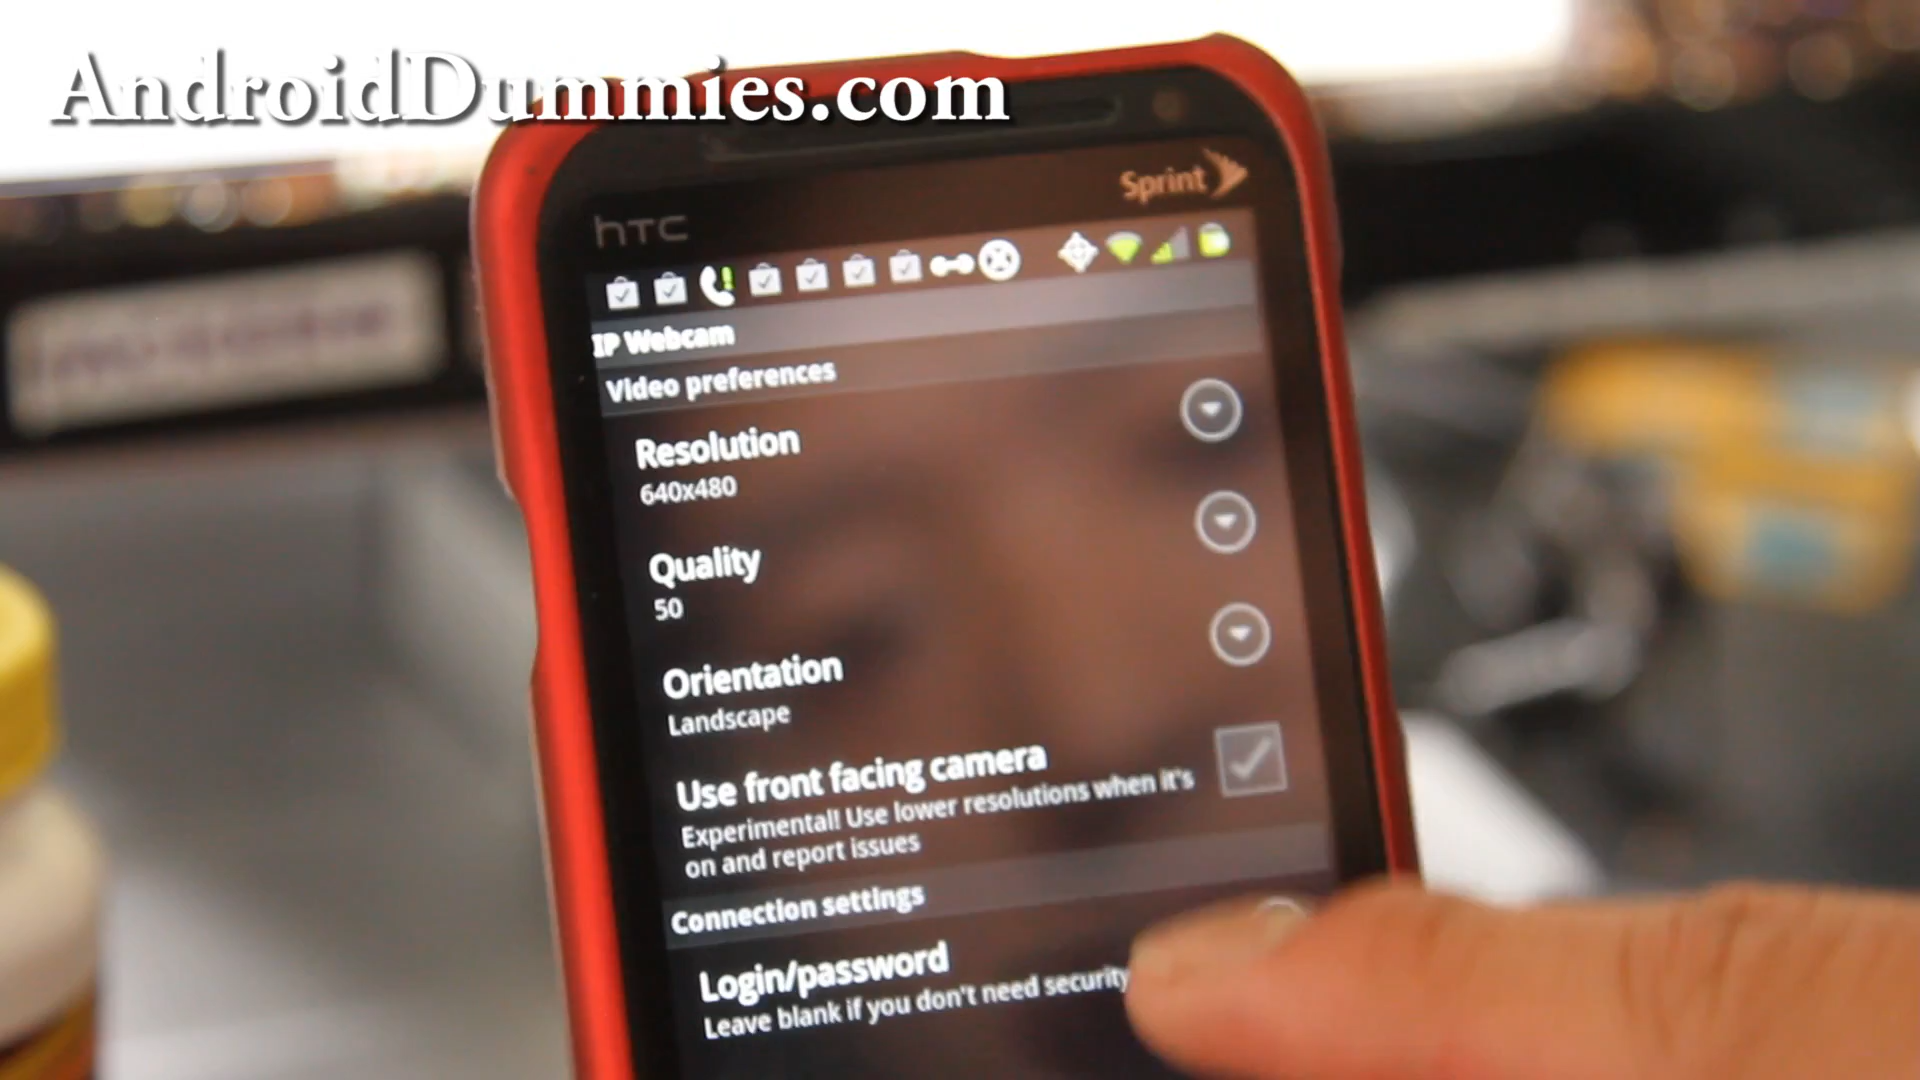 AndroidDummies.com
Sprint
hTC
IP Webcam
Video preferences
Resolution
640x480
Quality
50
Orientation
Landscape
Use front facing camera
Experimental! Use lower resolutions when it's
on and report issues
Connection settings
Login/password
Leave blank if you don't need security